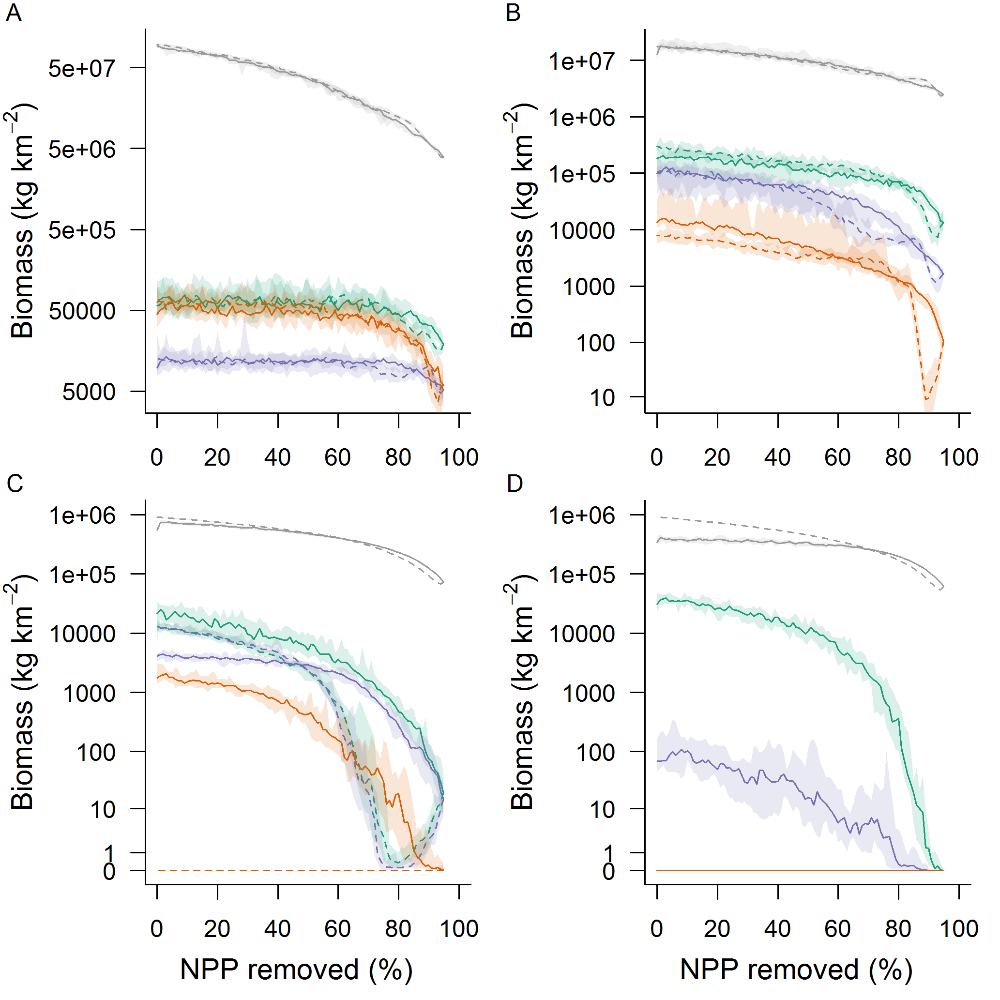 A
B
Biomass (kg km−2)
5e+07
5e+06
5e+05
50000
5000
0 20 40 60 80 100
Biomass (kg km−2)
1e+07
1e+06
1e+05
10000
1000
100
10
0 20 40 60 80 100
C
D
Biomass (kg km−2)
1e+06
1e+05
10000
1000
100
10
1
0
0 20 40 60 80 100
NPP removed (%)
Biomass (kg km−2)
1e+06
1e+05
10000
1000
100
10
1
0
0 20 40 60 80 100
NPP removed (%)